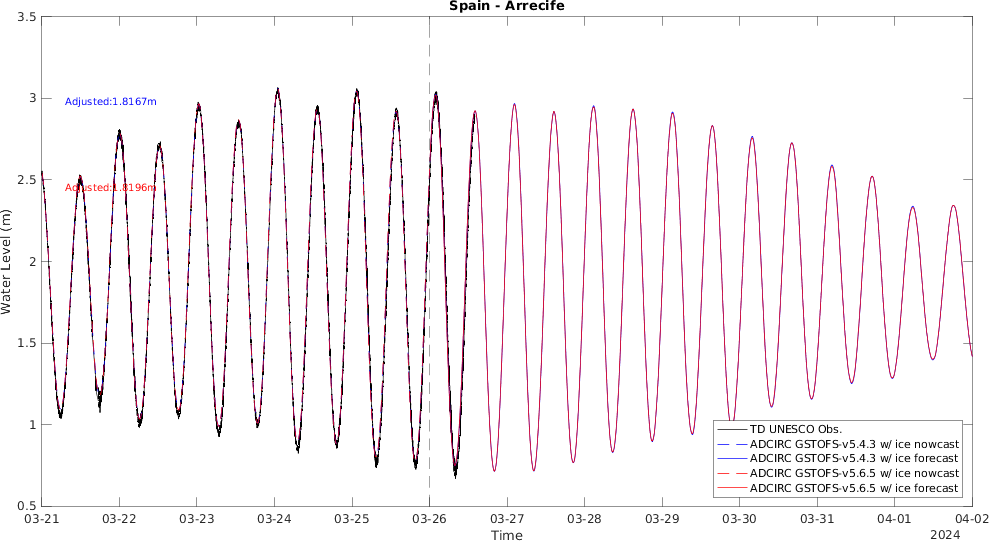 Spain - Arrecife
3.5
3
2.5
2
1.5
1
0.5
Water Level (m)
Adjusted:1.8167m
Adjusted:1.8196m
TD UNESCO Obs.
ADCIRC GSTOFS-v5.4.3 w/ ice nowcast
ADCIRC GSTOFS-v5.4.3 w/ ice forecast
ADCIRC GSTOFS-v5.6.5 w/ ice nowcast
ADCIRC GSTOFS-v5.6.5 w/ ice forecast
03-21 03-22 03-23 03-24 03-25 03-26 03-27 03-28 03-29 03-30 03-31 04-01 04-02
Time
2024